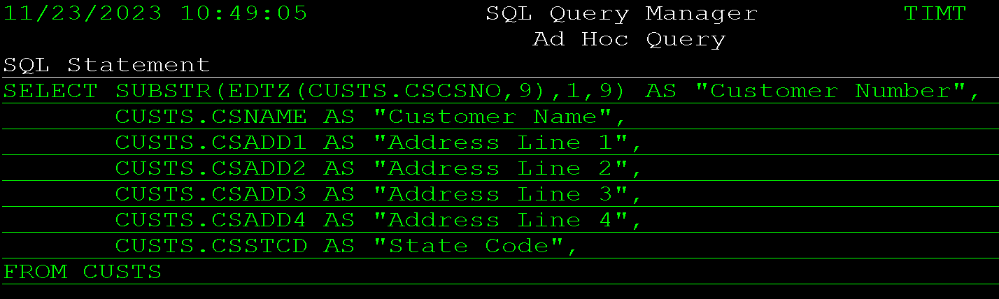 11/23/2023 10:49:05 SQL Query Manager TIMT
Ad Hoc Query
SQL Statement
SELECT SUBSTR(EDTZ(CUSTS.CSCSNO,9),1,9) AS "Customer Number",
CUSTS.CSNAME AS "Customer Name",
CUSTS.CSADD1 AS "Address Line 1",
CUSTS.CSADD2 AS "Address Line 2",
CUSTS.CSADD3 AS "Address Line 3",
CUSTS.CSADD4 AS "Address Line 4",
CUSTS.CSSTCD AS "State Code",
FROM CUSTS